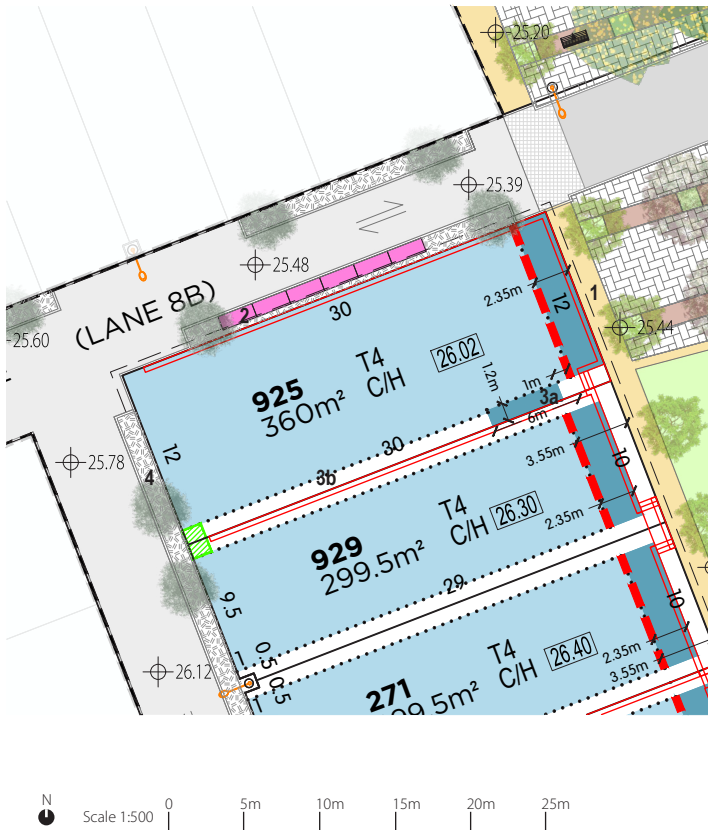 25.20
25.39
25.48
(LANE 8B)
2
30
2.35m
12
1
25.44
25.60
925
360m²
T4
C/H
26.02
1.2m
1m
3a
6m
12
4
25.78
3b
30
3.55m
10
929
299.5m²
T4
C/H
26.30
2.35m
9.5
29
10
0.5
0.5
1
1
26.12
271
99.5m²
T4
C/H
26.40
2.35m
3.55m
N
Scale 1:500
0
5m
10m
15m
20m
25m